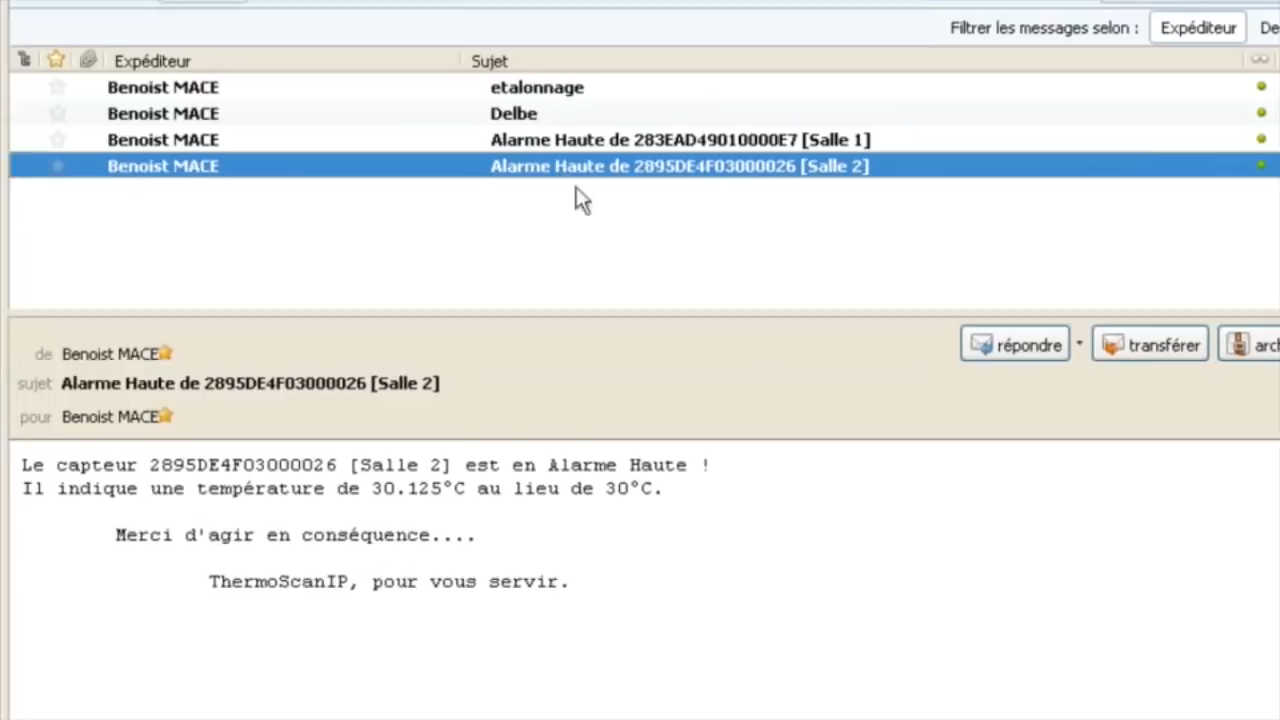 Filtrer les messages selon : Expéditeur De
Expéditeur Sujet
Benoist MACE etalonnage
Benoist MACE Delbe
Benoist MACE Alarme Haute de 283EAD49010000E7 [Salle 1]
Benoist MACE Alarme Haute de 2895DE4F03000026 [Salle 2]
répondre transférer arch
de Benoist MACE
sujet Alarme Haute de 2895DE4F03000026 [Salle 2]
pour Benoist MACE
Le capteur 2895DE4F03000026 [Salle 2] est en Alarme Haute !
Il indique une température de 30.125°C au lieu de 30°C.
Merci d'agir en conséquence....
ThermoScanIP, pour vous servir.